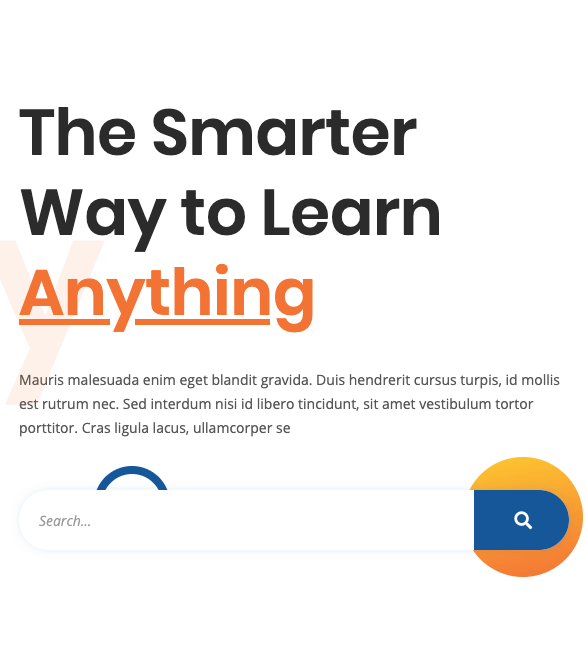 The Smarter
Way to Learn
Anything
Mauris malesuada enim eget blandit gravida. Duis hendrerit cursus turpis, id mollis
est rutrum nec. Sed interdum nisi id libero tincidunt, sit amet vestibulum tortor
porttitor. Cras ligula lacus, ullamcorper se
Search...
y